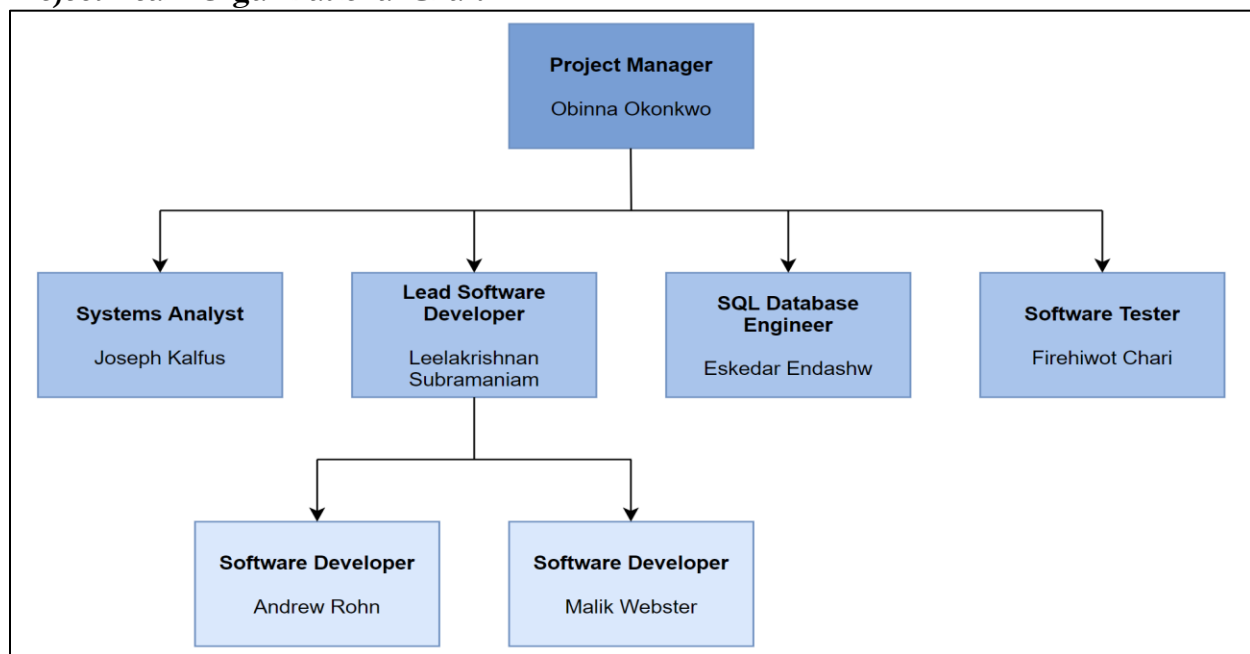 Project Manager
Obinna Okonkwo
Systems Analyst
Joseph Kalfus
Lead Software
Developer
Leelakrishnan
Subramaniam
SQL Database
Engineer
Eskedar Endashw
Software Tester
Firehiwot Chari
Software Developer
Andrew Rohn
Software Developer
Malik Webster